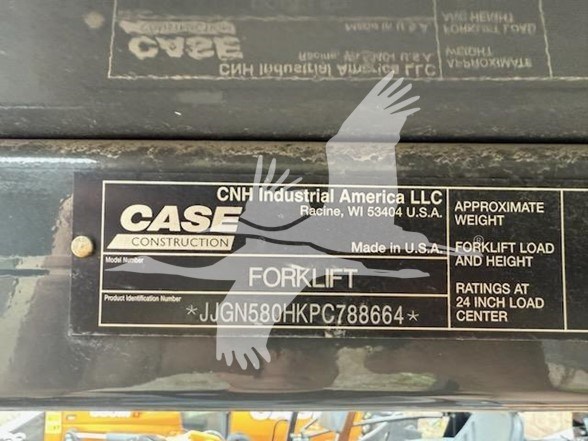 CNH Industrial America LLC
Racine, WI 53404 U.S.A.
CASE
CONSTRUCTION
Made in U.S.A.
Model Number
FORKLIFT
Product Identification Number
*JJGN580HKPC788664*
APPROXIMATE
WEIGHT
FORKLIFT LOAD
AND HEIGHT
RATINGS AT
24 INCH LOAD
CENTER